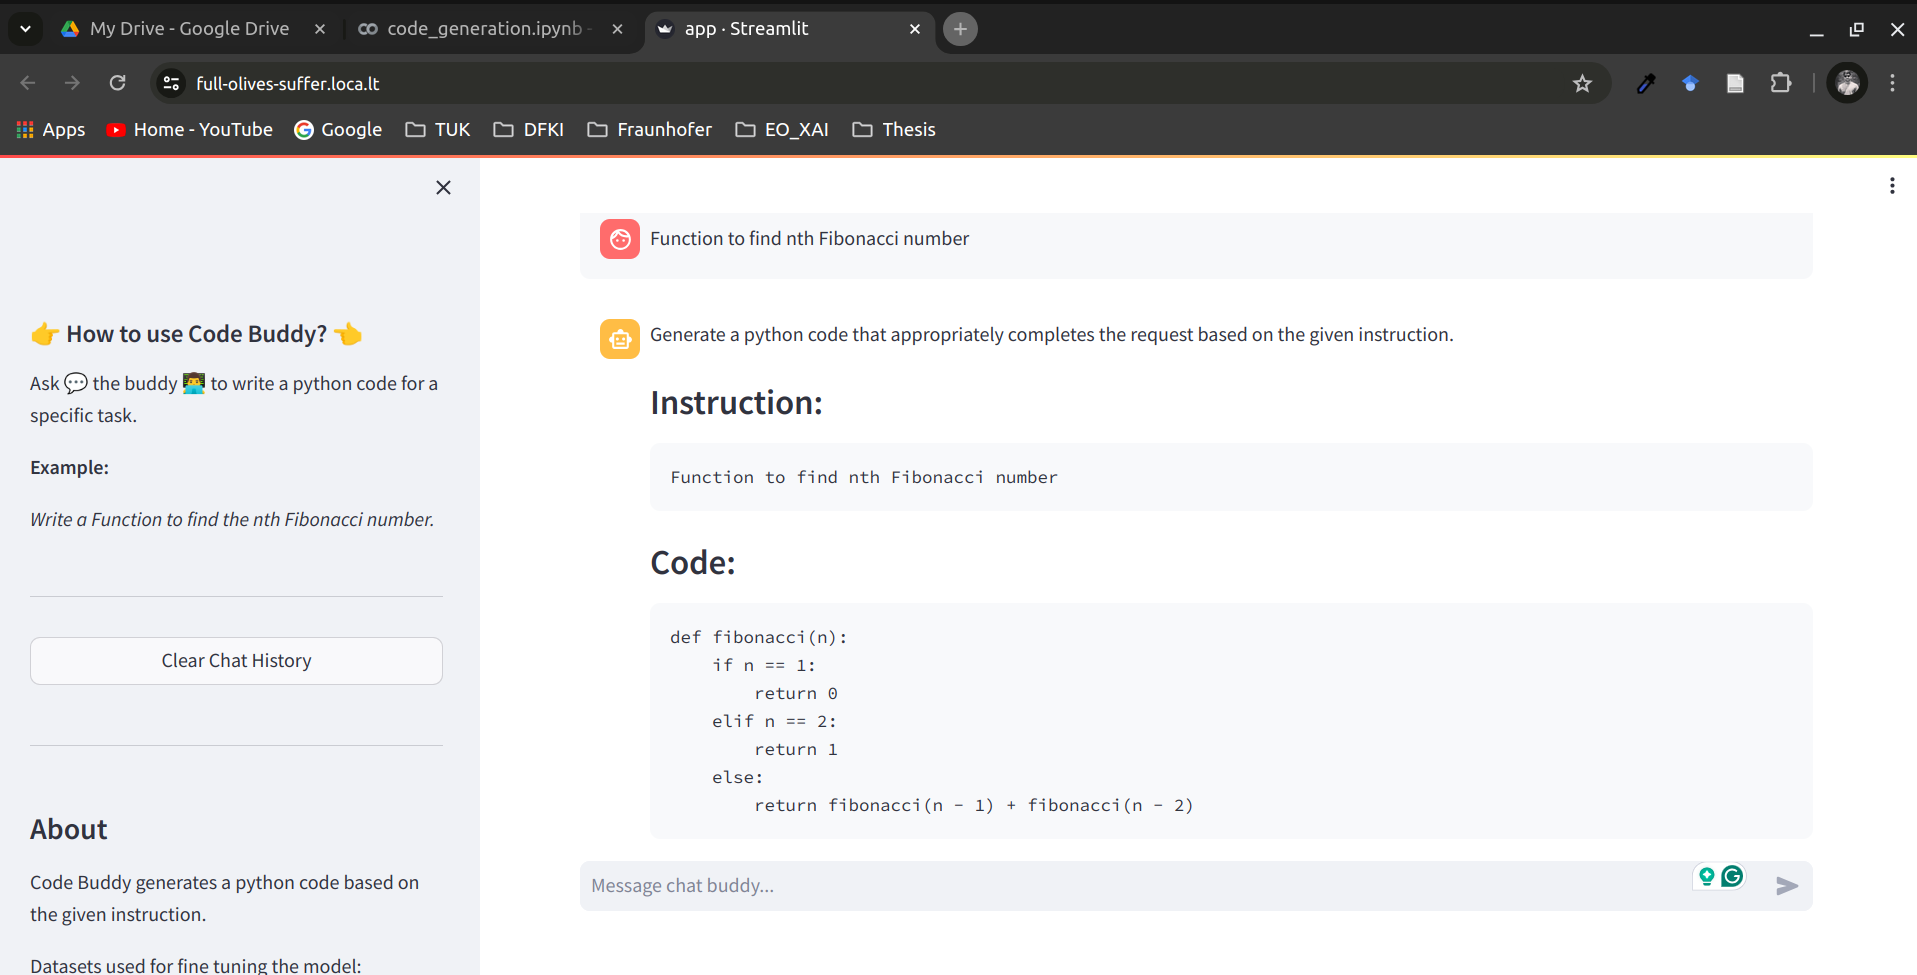 My Drive - Google Drive
code_generation.ipynb -
app · Streamlit
full-olives-suffer.loca.lt
Apps
Home - YouTube
Google
TUK
DFKI
Fraunhofer
EO_XAI
Thesis
👉 How to use Code Buddy? 👈
Ask 💬 the buddy 👨‍💻 to write a python code for a
specific task.
Example:
Write a Function to find the nth Fibonacci number.
Clear Chat History
About
Code Buddy generates a python code based on
the given instruction.
Datasets used for fine tuning the model:
Function to find nth Fibonacci number
Generate a python code that appropriately completes the request based on the given instruction.
Instruction:
Function to find nth Fibonacci number
Code:
def fibonacci(n):
    if n == 1:
        return 0
    elif n == 2:
        return 1
    else:
        return fibonacci(n - 1) + fibonacci(n - 2)
Message chat buddy...